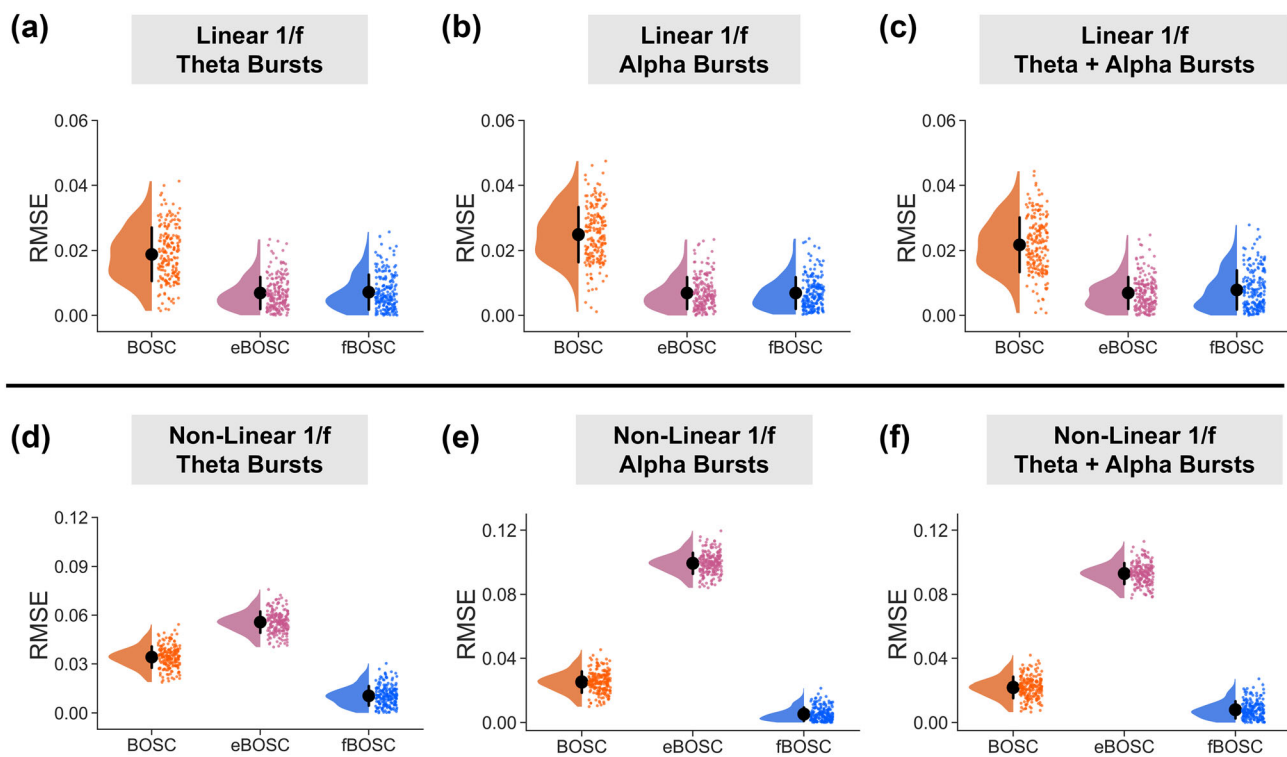 (a)
Linear 1/f
Theta Bursts
(b)
Linear 1/f
Alpha Bursts
(c)
Linear 1/f
Theta + Alpha Bursts
RMSE
0.06
0.04
0.02
0.00
BOSC eBOSC fBOSC
RMSE
0.06
0.04
0.02
0.00
BOSC eBOSC fBOSC
RMSE
0.06
0.04
0.02
0.00
BOSC eBOSC fBOSC
(d)
Non-Linear 1/f
Theta Bursts
(e)
Non-Linear 1/f
Alpha Bursts
(f)
Non-Linear 1/f
Theta + Alpha Bursts
RMSE
0.12
0.09
0.06
0.03
0.00
BOSC eBOSC fBOSC
RMSE
0.12
0.08
0.04
0.00
BOSC eBOSC fBOSC
RMSE
0.12
0.08
0.04
0.00
BOSC eBOSC fBOSC